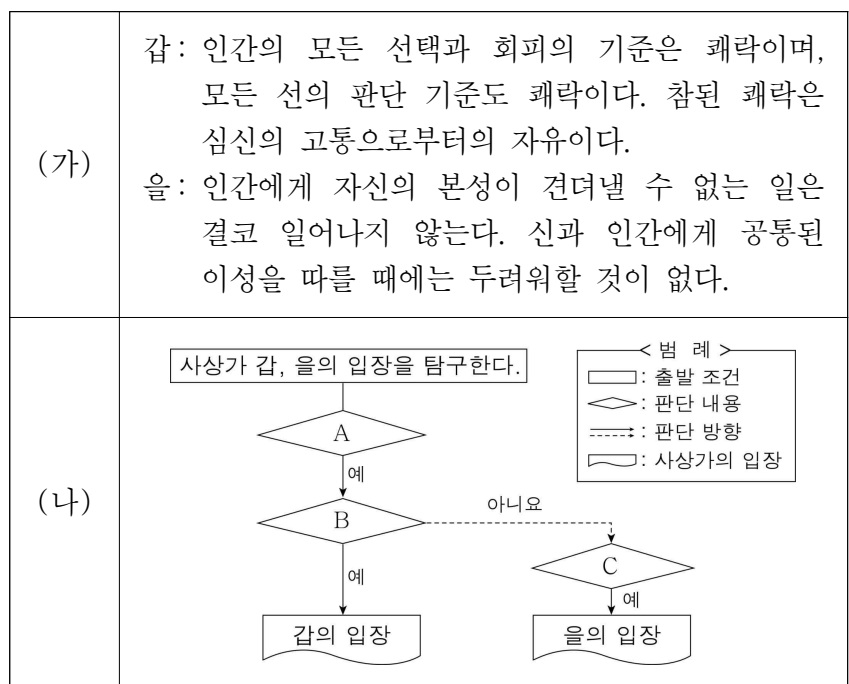 (가)
갑: 인간의 모든 선택과 회피의 기준은 쾌락이며,
모든 선의 판단 기준도 쾌락이다. 참된 쾌락은
심신의 고통으로부터의 자유이다.
을: 인간에게 자신의 본성이 견뎌낼 수 없는 일은
결코 일어나지 않는다. 신과 인간에게 공통된
이성을 따를 때에는 두려워할 것이 없다.
(나)
사상가 갑, 을의 입장을 탐구한다.
< 범 례 >
: 출발 조건
: 판단 내용
: 판단 방향
: 사상가의 입장
A
예
B
아니요
예
C
예
갑의 입장
을의 입장